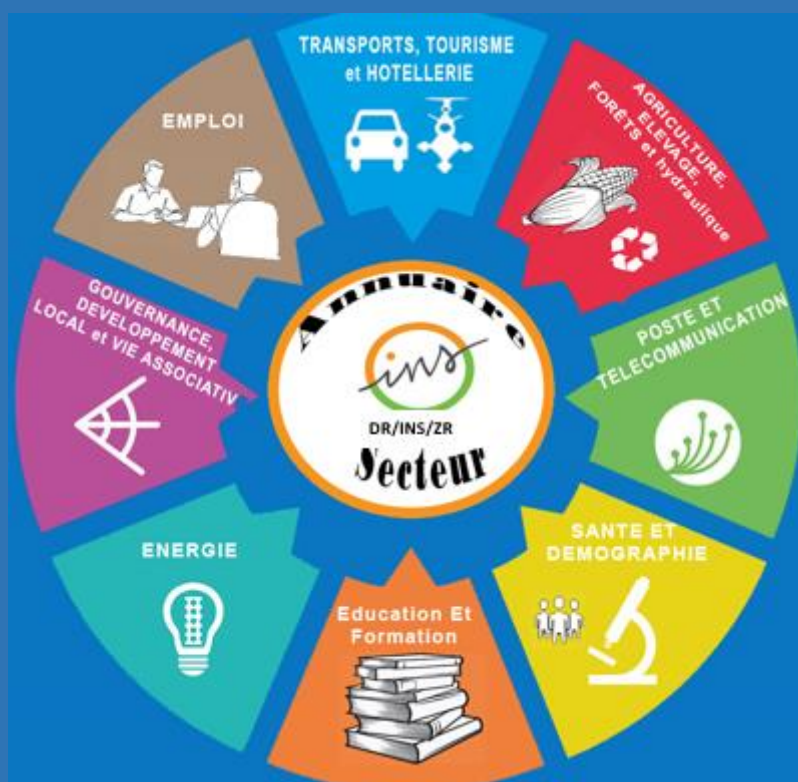 TRANSPORTS, TOURISME
et HOTELLERIE
AGRICULTURE,
ELEVAGE,
FORÊTS et hydraulique
POSTE ET
TELECOMMUNICATION
SANTE ET
DEMOGRAPHIE
Education Et
Formation
ENERGIE
GOUVERNANCE,
DEVELOPPEMENT
LOCAL et VIE ASSOCIATIV
EMPLOI
Annuaire
ins
DR/INS/ZR
Secteur